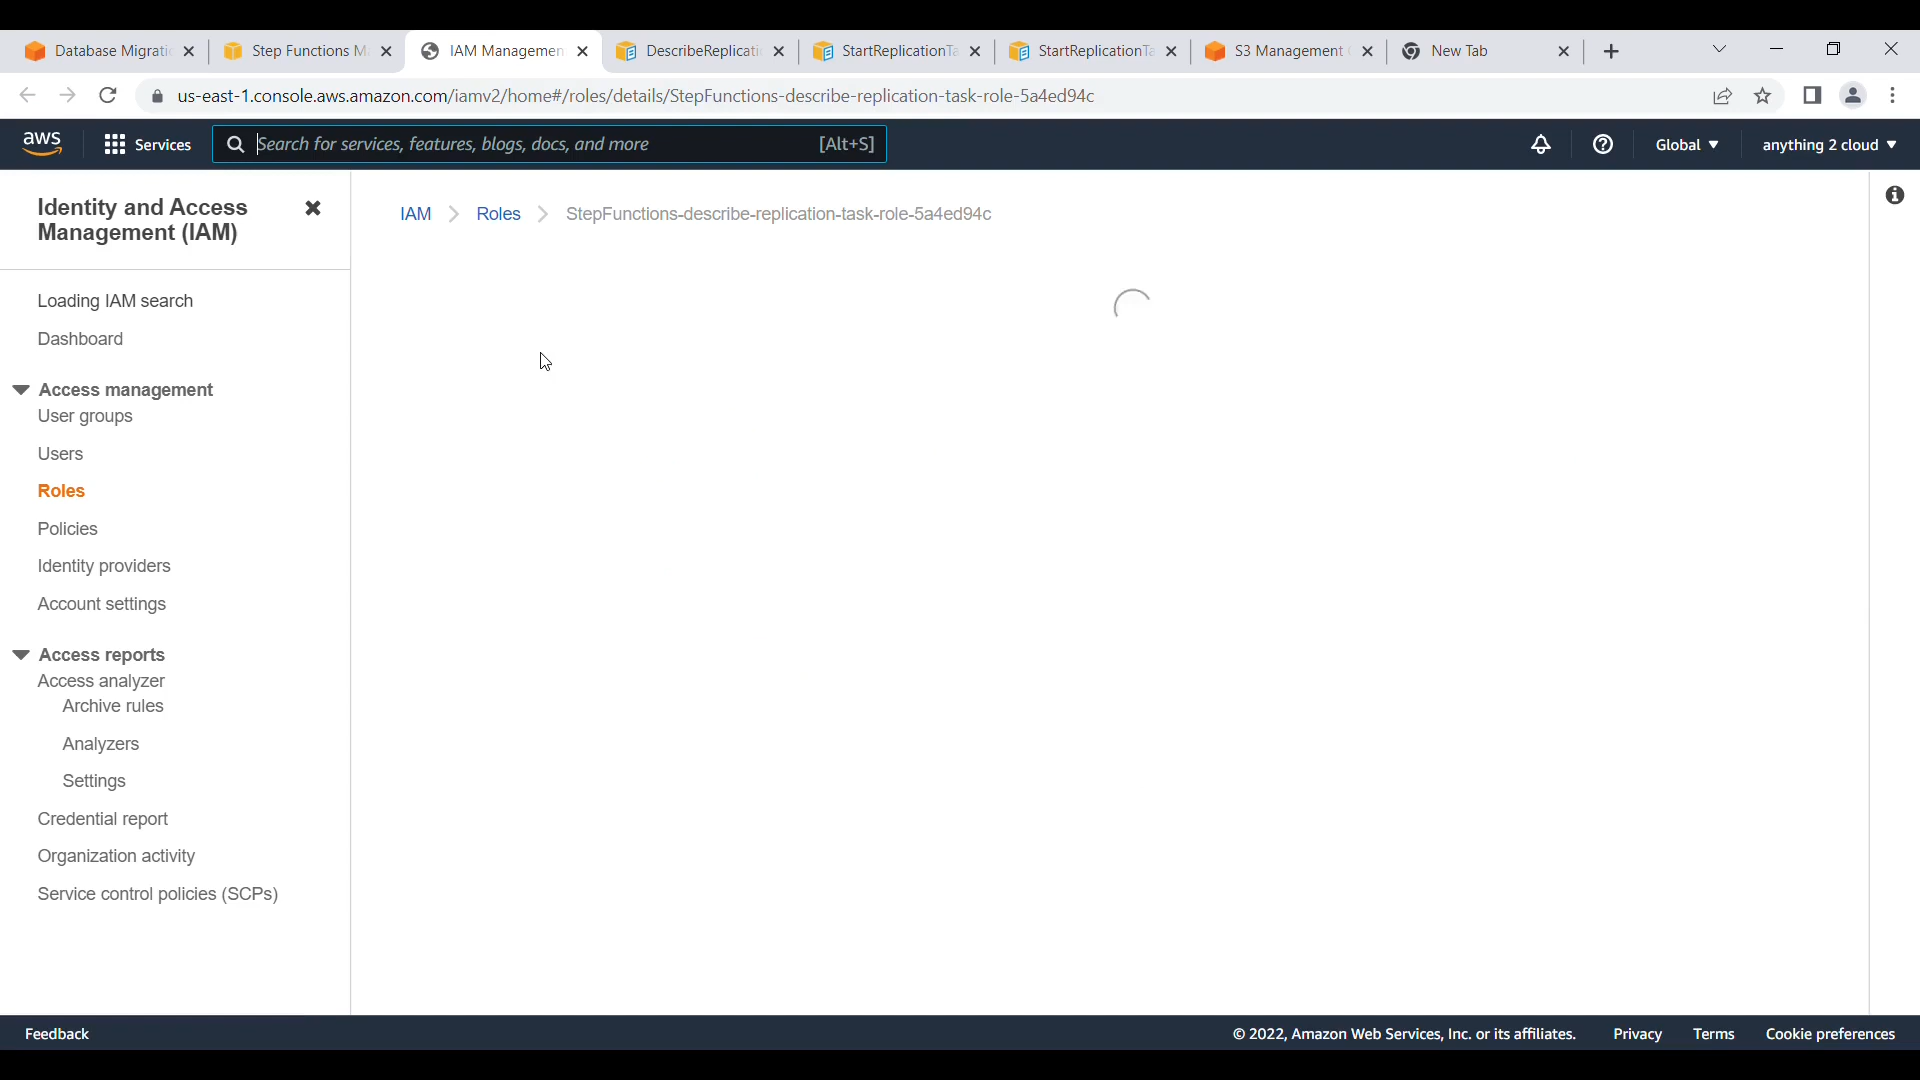 Database Migrati
Step Functions M
IAM Managemen
DescribeReplicati
StartReplicationTa
StartReplicationTa
S3 Management
New Tab
us-east-1.console.aws.amazon.com/iamv2/home#/roles/details/StepFunctions-describe-replication-task-role-5a4ed94c
aws
Services
Search for services, features, blogs, docs, and more
[Alt+S]
Global
anything 2 cloud
Identity and Access
Management (IAM)
IAM
Roles
StepFunctions-describe-replication-task-role-5a4ed94c
Loading IAM search
Dashboard
Access management
User groups
Users
Roles
Policies
Identity providers
Account settings
Access reports
Access analyzer
Archive rules
Analyzers
Settings
Credential report
Organization activity
Service control policies (SCPs)
Feedback
© 2022, Amazon Web Services, Inc. or its affiliates.
Privacy
Terms
Cookie preferences